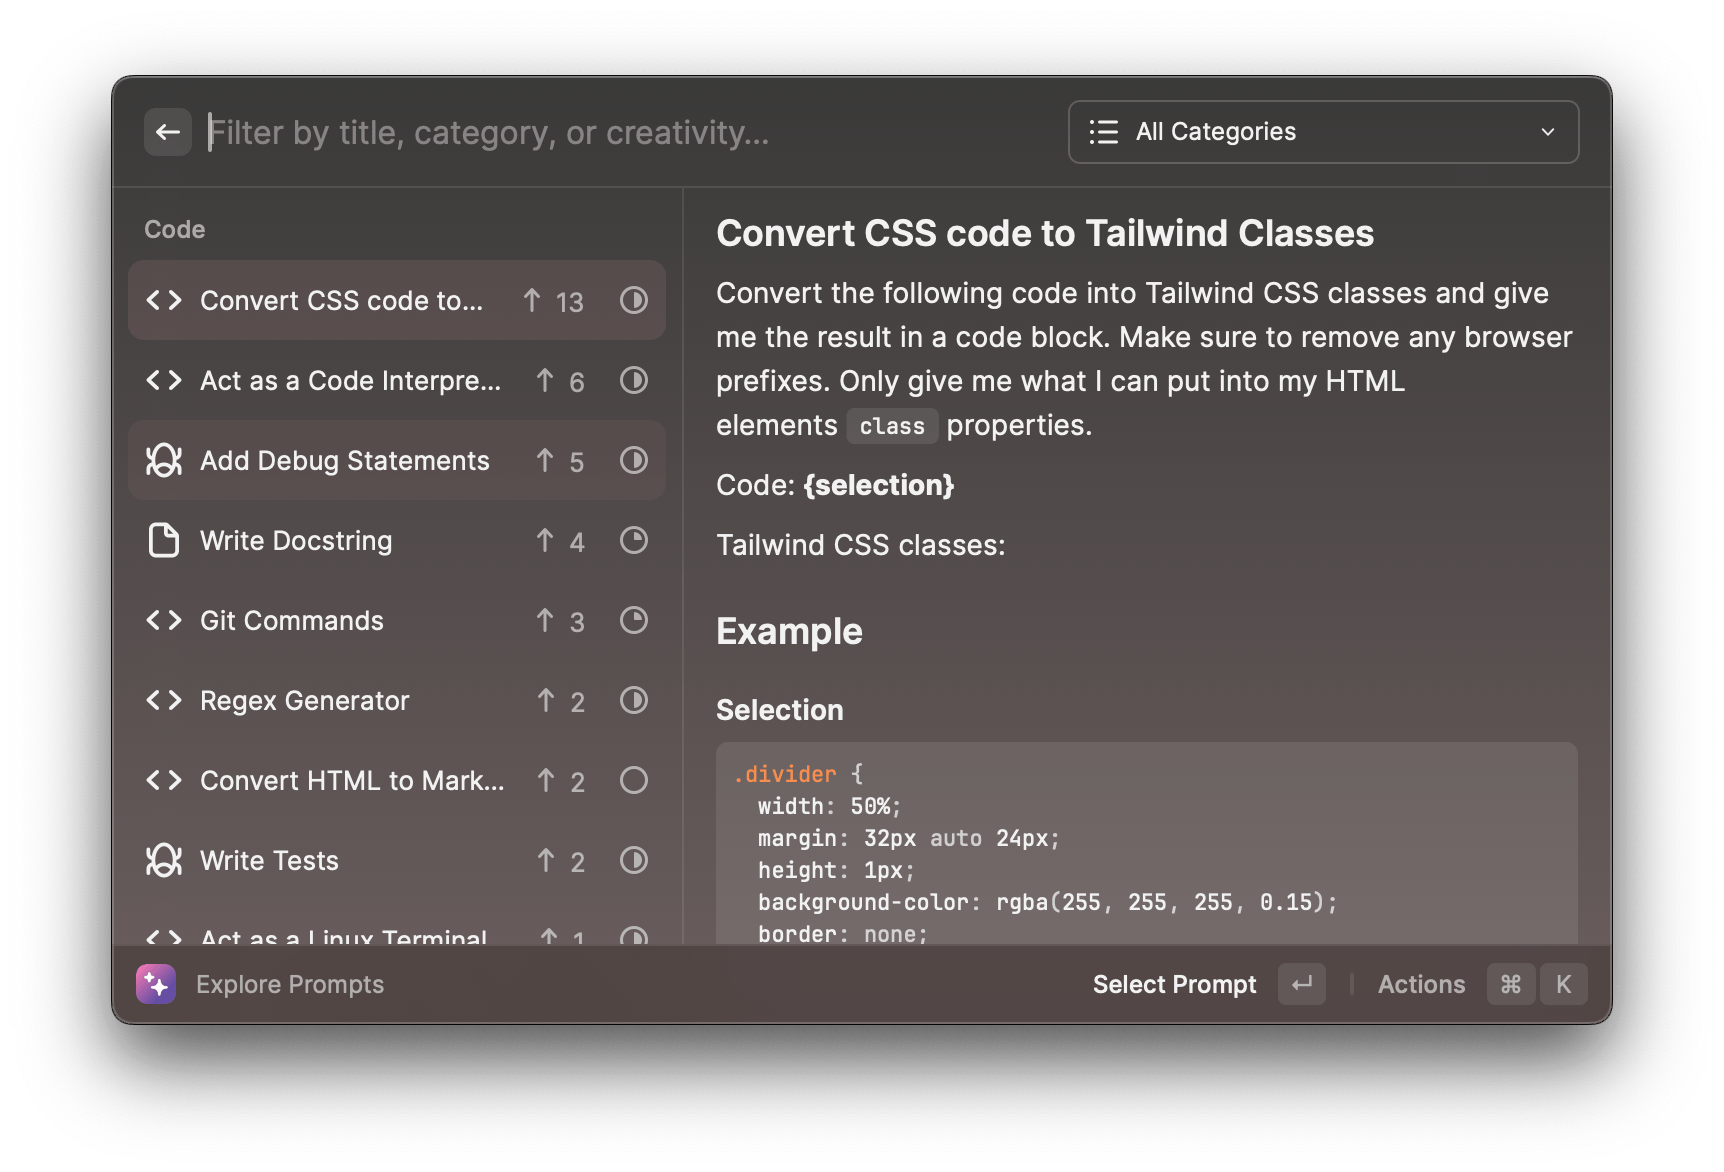 Filter by title, category, or creativity...
All Categories
Code
Convert CSS code to... 13
Act as a Code Interpre... 6
Add Debug Statements 5
Write Docstring 4
Git Commands 3
Regex Generator 2
Convert HTML to Mark... 2
Write Tests 2
Act as a Linux Terminal 1
Convert CSS code to Tailwind Classes
Convert the following code into Tailwind CSS classes and give
me the result in a code block. Make sure to remove any browser
prefixes. Only give me what I can put into my HTML
elements class properties.
Code: {selection}
Tailwind CSS classes:
Example
Selection
.divider {
  width: 50%;
  margin: 32px auto 24px;
  height: 1px;
  background-color: rgba(255, 255, 255, 0.15);
  border: none;
Explore Prompts
Select Prompt
Actions ⌘ K